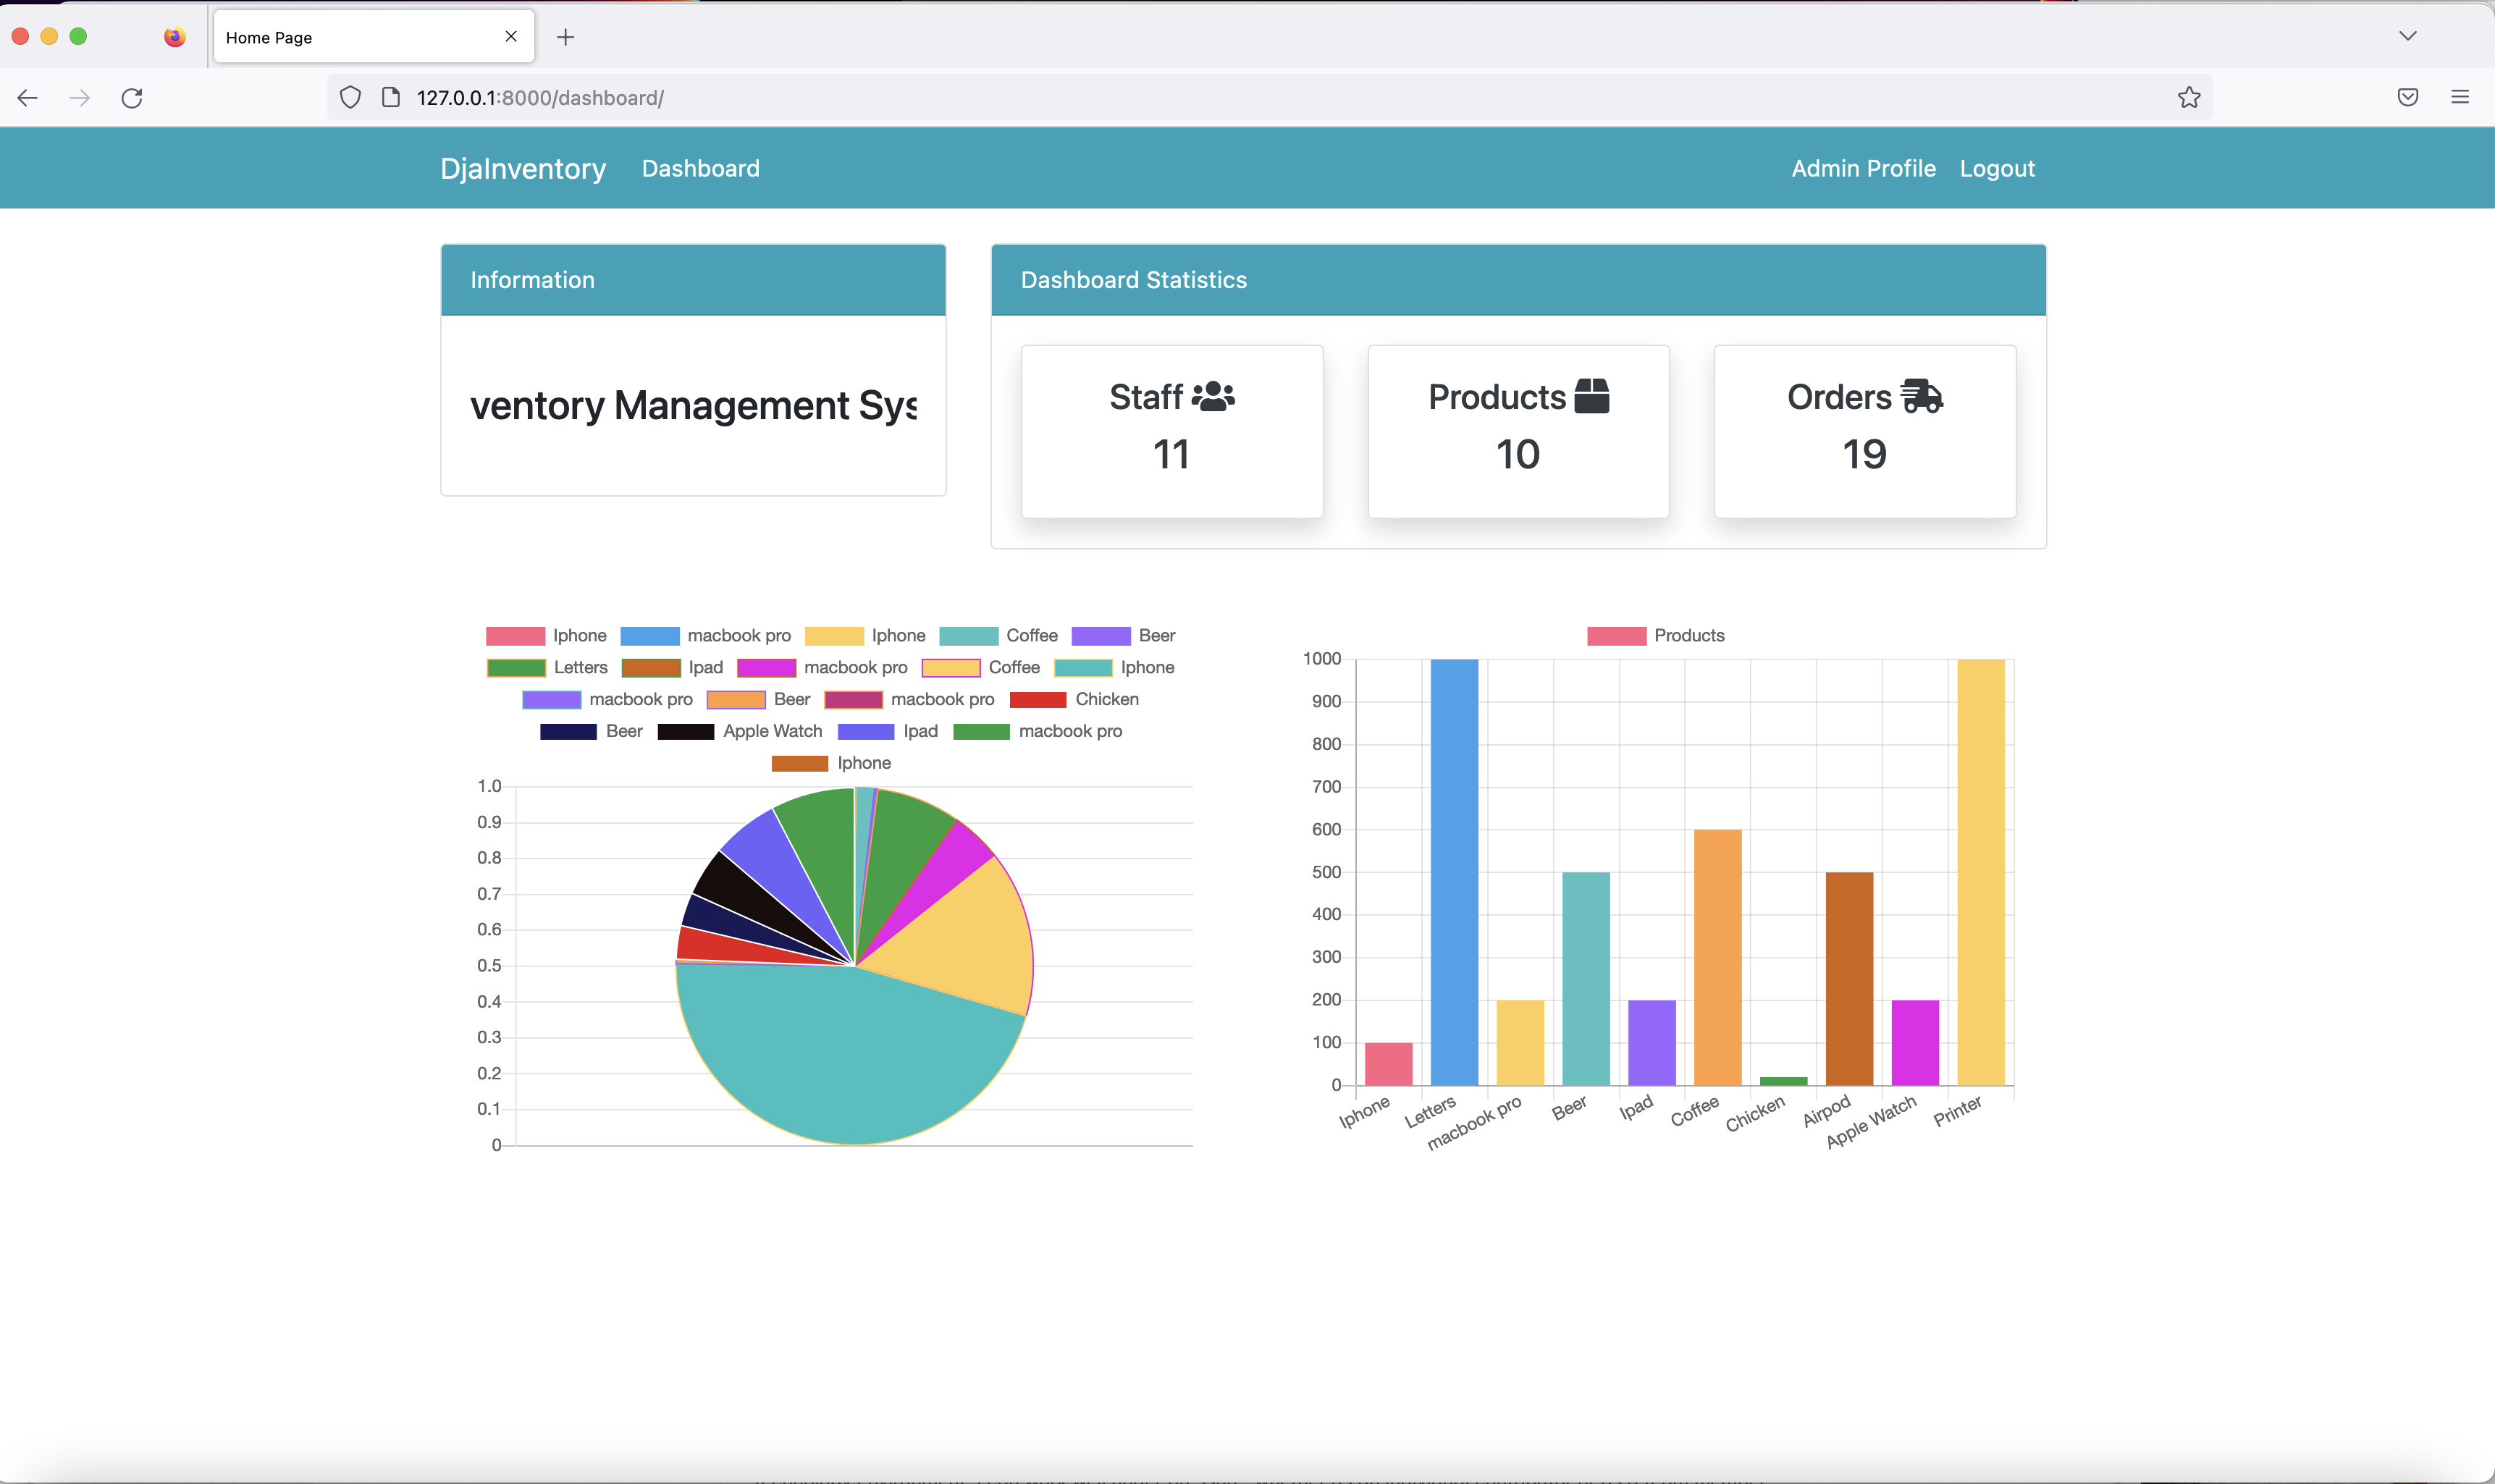 Home Page
127.0.0.1:8000/dashboard/
DjaInventory Dashboard Admin Profile Logout
Information
ventory Management Sys
Dashboard Statistics
Staff
11
Products
10
Orders
19
Iphone macbook pro Iphone Coffee Beer
Letters Ipad macbook pro Coffee Iphone
macbook pro Beer macbook pro Chicken
Beer Apple Watch Ipad macbook pro
Iphone
1.0
0.9
0.8
0.7
0.6
0.5
0.4
0.3
0.2
0.1
0
Products
1000
900
800
700
600
500
400
300
200
100
0
Iphone Letters macbook pro Beer Ipad Coffee Chicken Airpod Apple Watch Printer